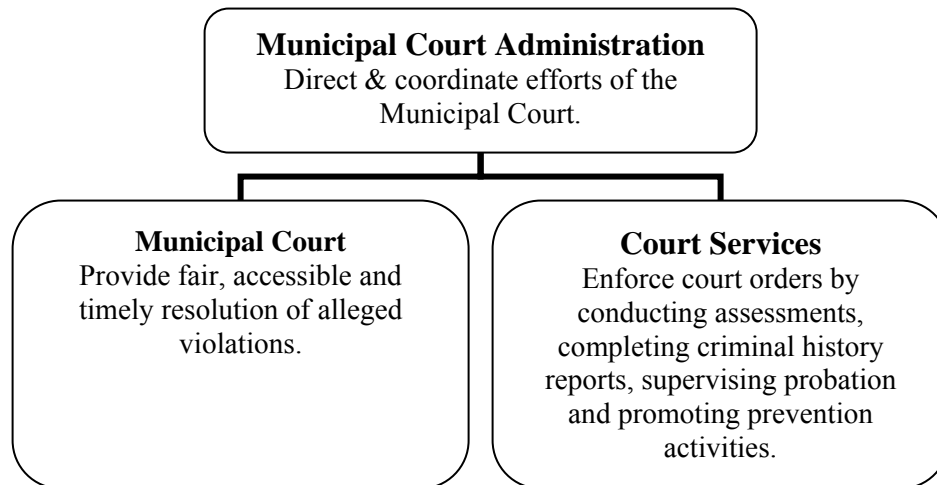 Municipal Court Administration
Direct & coordinate efforts of the
Municipal Court.
Municipal Court
Provide fair, accessible and
timely resolution of alleged
violations.
Court Services
Enforce court orders by
conducting assessments,
completing criminal history
reports, supervising probation
and promoting prevention
activities.